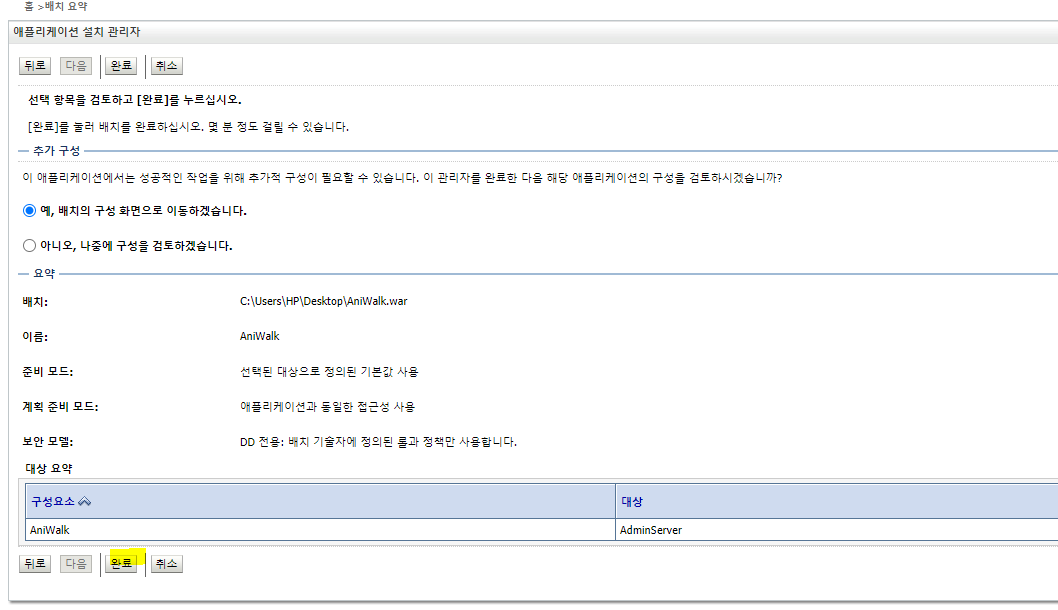 홈 >배치 요약
애플리케이션 설치 관리자
뒤로 다음 완료 취소
선택 항목을 검토하고 [완료]를 누르십시오.
[완료]를 눌러 배치를 완료하십시오. 몇 분 정도 걸릴 수 있습니다.
추가 구성
이 애플리케이션에서는 성공적인 작업을 위해 추가적 구성이 필요할 수 있습니다. 이 관리자를 완료한 다음 해당 애플리케이션의 구성을 검토하시겠습니까?
예, 배치의 구성 화면으로 이동하겠습니다.
아니오, 나중에 구성을 검토하겠습니다.
요약
배치: C:\Users\HP\Desktop\AniWalk.war
이름: AniWalk
준비 모드: 선택된 대상으로 정의된 기본값 사용
계획 준비 모드: 애플리케이션과 동일한 접근성 사용
보안 모델: DD 전용: 배치 기술자에 정의된 롤과 정책만 사용합니다.
대상 요약
구성요소 대상
AniWalk AdminServer
뒤로 다음 완료 취소